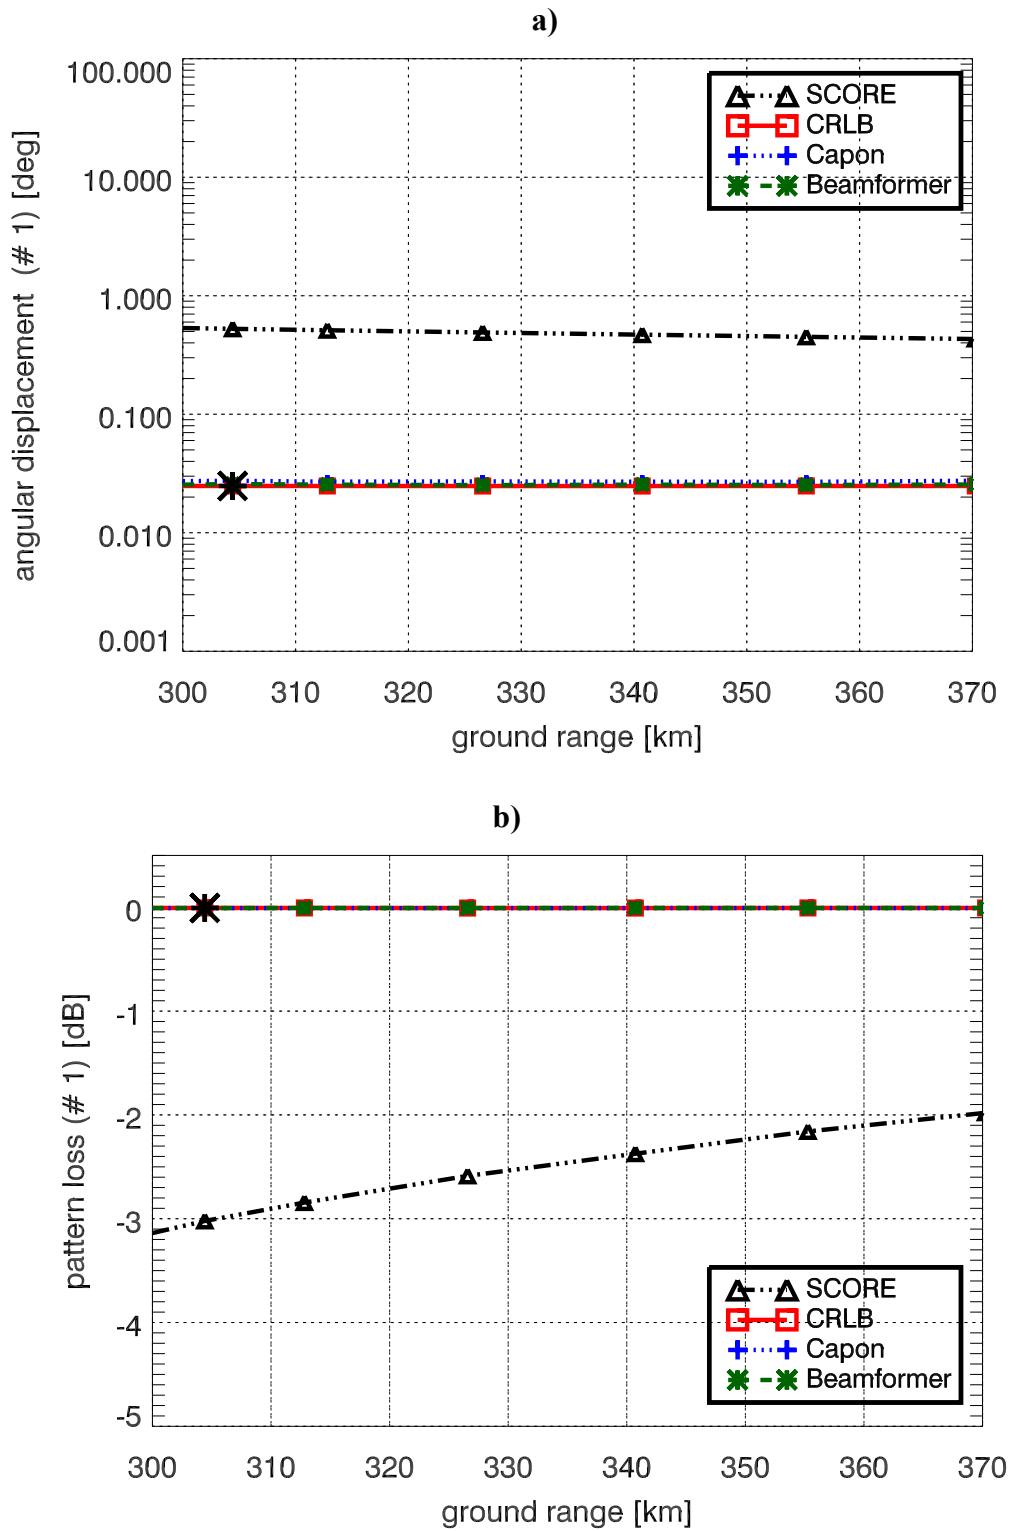 a)
100.000
10.000
1.000
0.100
0.010
0.001
angular displacement (# 1) [deg]
SCORE
CRLB
Capon
Beamformer
300 310 320 330 340 350 360 370
ground range [km]
b)
0
-1
-2
-3
-4
-5
pattern loss (# 1) [dB]
SCORE
CRLB
Capon
Beamformer
300 310 320 330 340 350 360 370
ground range [km]